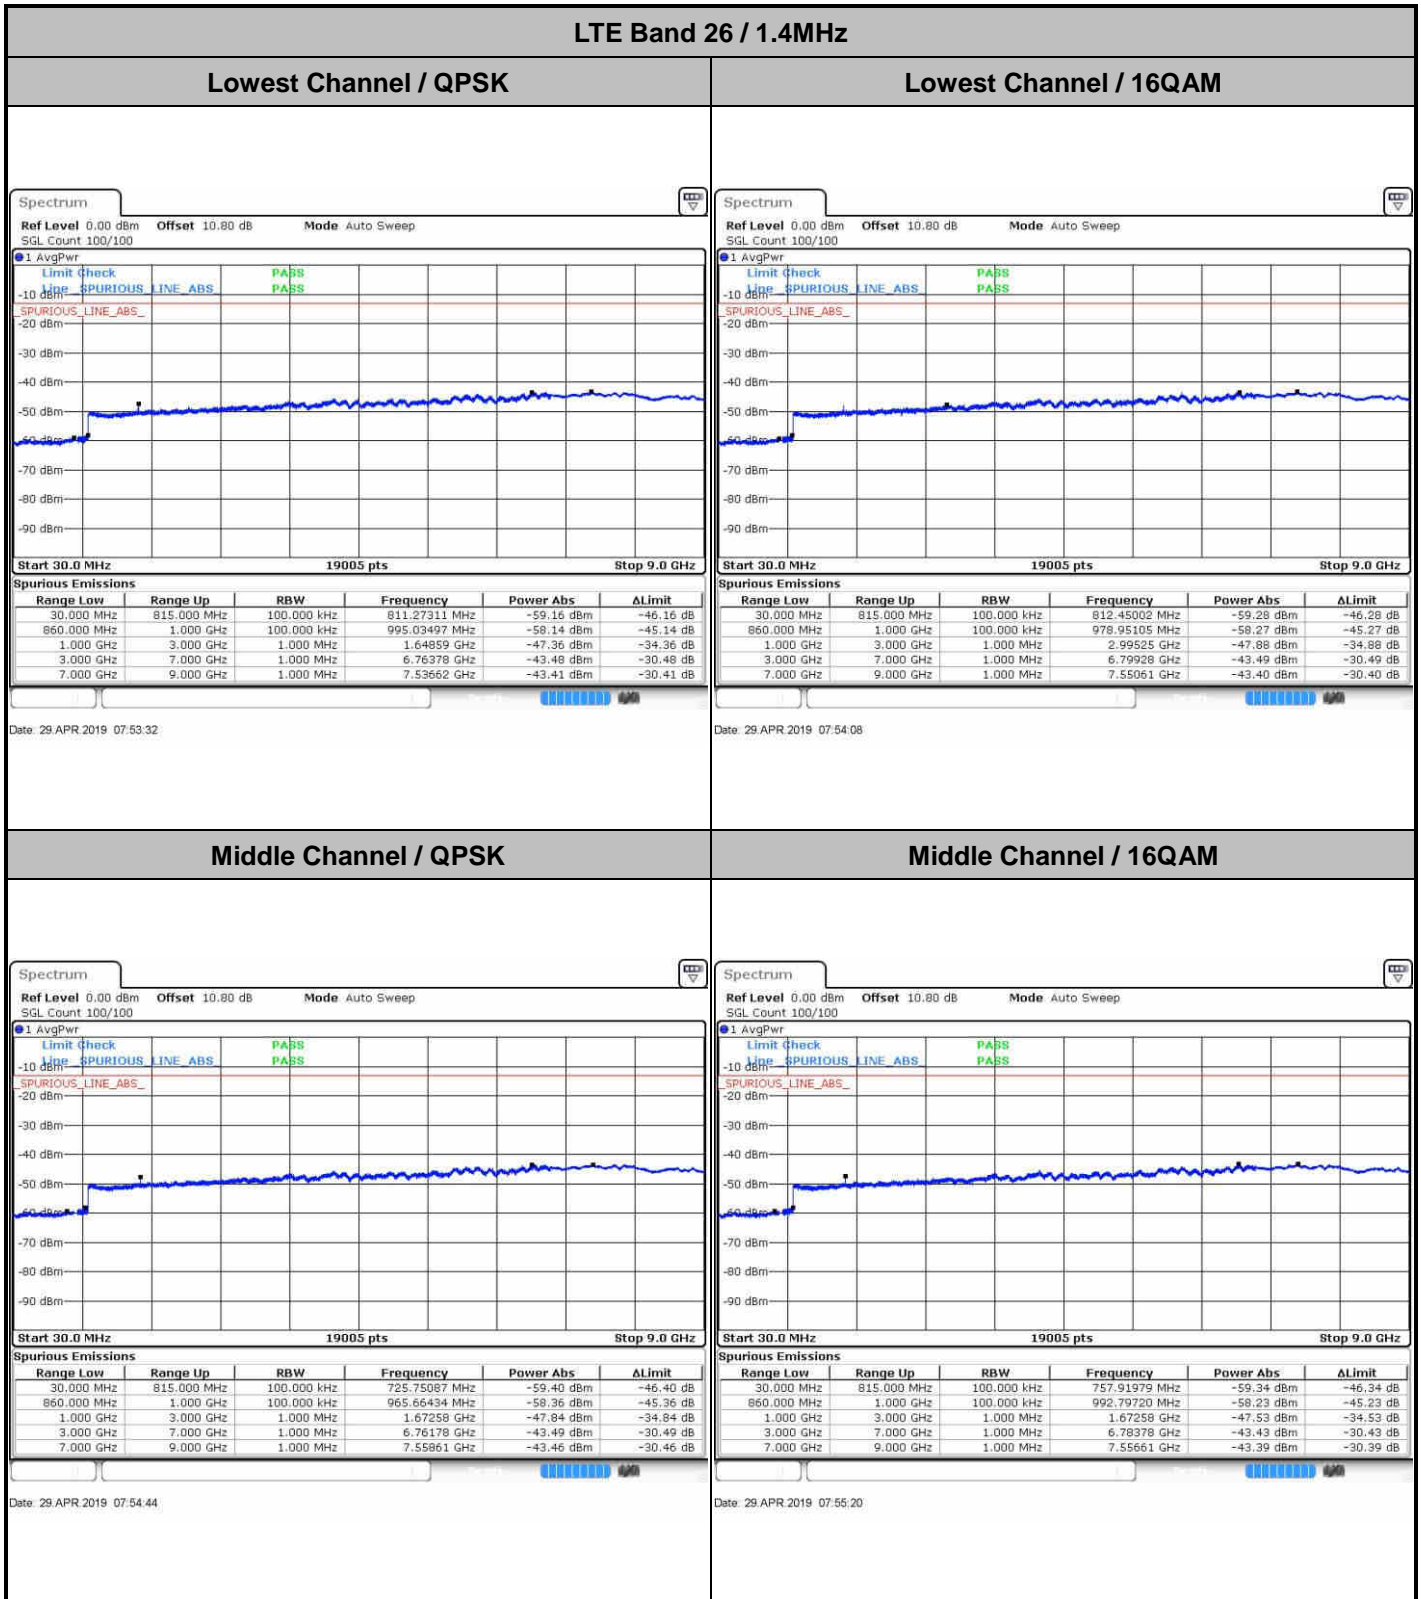 LTE Band 26 / 1.4MHz
Lowest Channel / QPSK
Lowest Channel / 16QAM
Spectrum
Ref Level 0.00 dBm Offset 10.80 dB Mode Auto Sweep
SGL Count 100/100
1 AvgPwr
Limit Check PASS
Line _SPURIOUS_LINE_ABS_ PASS
-10 dBm
_SPURIOUS_LINE_ABS_
-20 dBm
-30 dBm
-40 dBm
-50 dBm
-60 dBm
-70 dBm
-80 dBm
-90 dBm
Start 30.0 MHz 19005 pts Stop 9.0 GHz
Spurious Emissions
Range Low Range Up RBW Frequency Power Abs ΔLimit
30.000 MHz 815.000 MHz 100.000 kHz 811.27311 MHz -59.16 dBm -46.16 dB
860.000 MHz 1.000 GHz 100.000 kHz 995.03497 MHz -58.14 dBm -45.14 dB
1.000 GHz 3.000 GHz 1.000 MHz 1.64859 GHz -47.36 dBm -34.36 dB
3.000 GHz 7.000 GHz 1.000 MHz 6.76378 GHz -43.48 dBm -30.48 dB
7.000 GHz 9.000 GHz 1.000 MHz 7.53662 GHz -43.41 dBm -30.41 dB
Date: 29.APR.2019 07:53:32
Spectrum
Ref Level 0.00 dBm Offset 10.80 dB Mode Auto Sweep
SGL Count 100/100
1 AvgPwr
Limit Check PASS
Line _SPURIOUS_LINE_ABS_ PASS
-10 dBm
_SPURIOUS_LINE_ABS_
-20 dBm
-30 dBm
-40 dBm
-50 dBm
-60 dBm
-70 dBm
-80 dBm
-90 dBm
Start 30.0 MHz 19005 pts Stop 9.0 GHz
Spurious Emissions
Range Low Range Up RBW Frequency Power Abs ΔLimit
30.000 MHz 815.000 MHz 100.000 kHz 812.45002 MHz -59.28 dBm -46.28 dB
860.000 MHz 1.000 GHz 100.000 kHz 978.95105 MHz -58.27 dBm -45.27 dB
1.000 GHz 3.000 GHz 1.000 MHz 2.99525 GHz -47.88 dBm -34.88 dB
3.000 GHz 7.000 GHz 1.000 MHz 6.79928 GHz -43.49 dBm -30.49 dB
7.000 GHz 9.000 GHz 1.000 MHz 7.55061 GHz -43.40 dBm -30.40 dB
Date: 29.APR.2019 07:54:08
Middle Channel / QPSK
Middle Channel / 16QAM
Spectrum
Ref Level 0.00 dBm Offset 10.80 dB Mode Auto Sweep
SGL Count 100/100
1 AvgPwr
Limit Check PASS
Line _SPURIOUS_LINE_ABS_ PASS
-10 dBm
_SPURIOUS_LINE_ABS_
-20 dBm
-30 dBm
-40 dBm
-50 dBm
-60 dBm
-70 dBm
-80 dBm
-90 dBm
Start 30.0 MHz 19005 pts Stop 9.0 GHz
Spurious Emissions
Range Low Range Up RBW Frequency Power Abs ΔLimit
30.000 MHz 815.000 MHz 100.000 kHz 725.75087 MHz -59.40 dBm -46.40 dB
860.000 MHz 1.000 GHz 100.000 kHz 965.66434 MHz -58.36 dBm -45.36 dB
1.000 GHz 3.000 GHz 1.000 MHz 1.67258 GHz -47.84 dBm -34.84 dB
3.000 GHz 7.000 GHz 1.000 MHz 6.76178 GHz -43.49 dBm -30.49 dB
7.000 GHz 9.000 GHz 1.000 MHz 7.55861 GHz -43.46 dBm -30.46 dB
Date: 29.APR.2019 07:54:44
Spectrum
Ref Level 0.00 dBm Offset 10.80 dB Mode Auto Sweep
SGL Count 100/100
1 AvgPwr
Limit Check PASS
Line _SPURIOUS_LINE_ABS_ PASS
-10 dBm
_SPURIOUS_LINE_ABS_
-20 dBm
-30 dBm
-40 dBm
-50 dBm
-60 dBm
-70 dBm
-80 dBm
-90 dBm
Start 30.0 MHz 19005 pts Stop 9.0 GHz
Spurious Emissions
Range Low Range Up RBW Frequency Power Abs ΔLimit
30.000 MHz 815.000 MHz 100.000 kHz 757.91979 MHz -59.34 dBm -46.34 dB
860.000 MHz 1.000 GHz 100.000 kHz 992.79720 MHz -58.23 dBm -45.23 dB
1.000 GHz 3.000 GHz 1.000 MHz 1.67258 GHz -47.53 dBm -34.53 dB
3.000 GHz 7.000 GHz 1.000 MHz 6.78378 GHz -43.43 dBm -30.43 dB
7.000 GHz 9.000 GHz 1.000 MHz 7.55661 GHz -43.39 dBm -30.39 dB
Date: 29.APR.2019 07:55:20